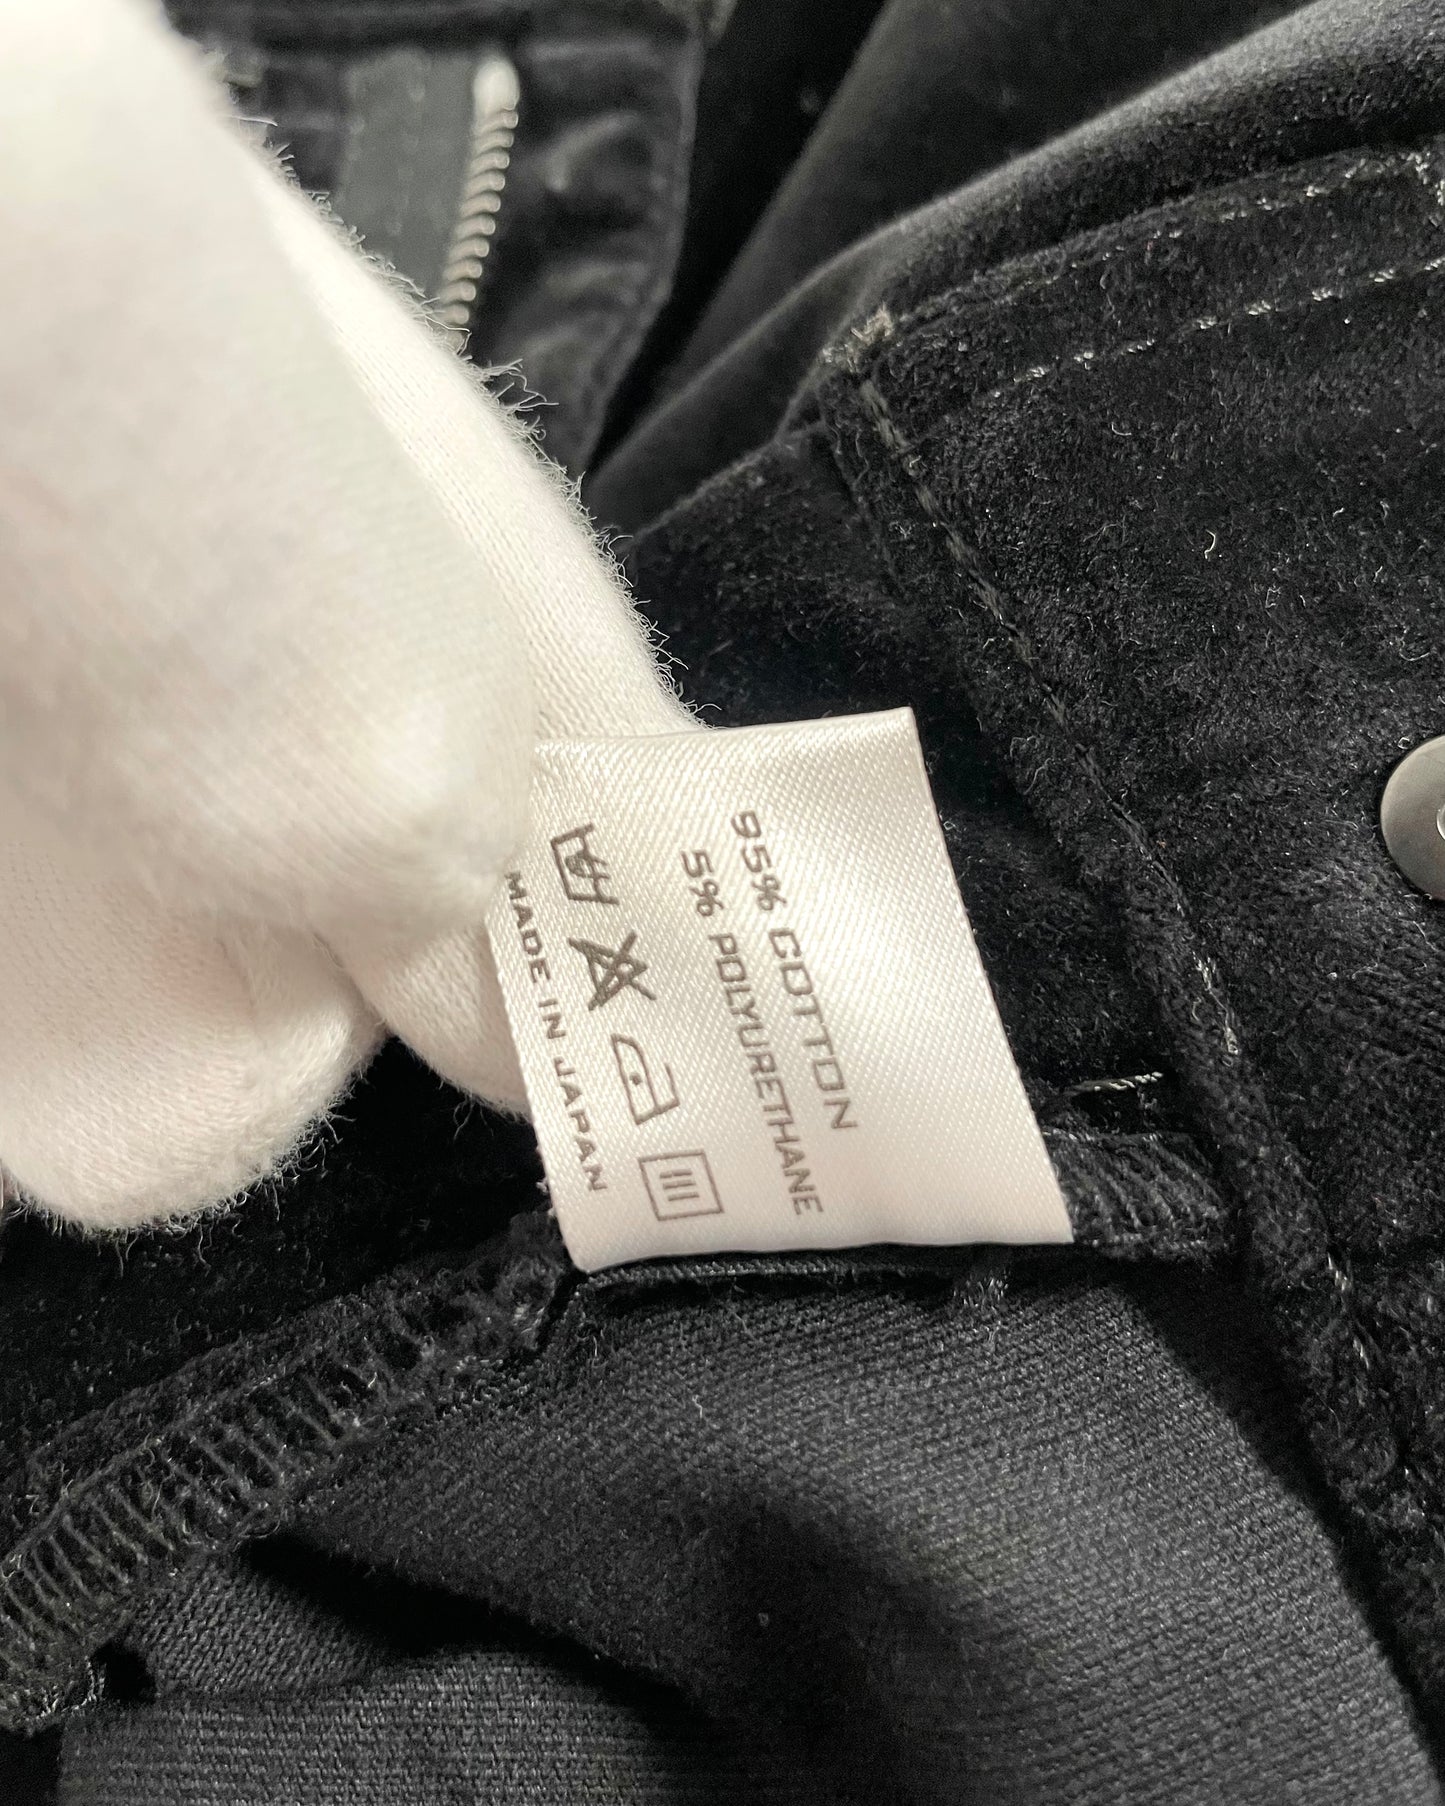 95% COTTON
5% POLYURETHANE
MADE IN JAPAN